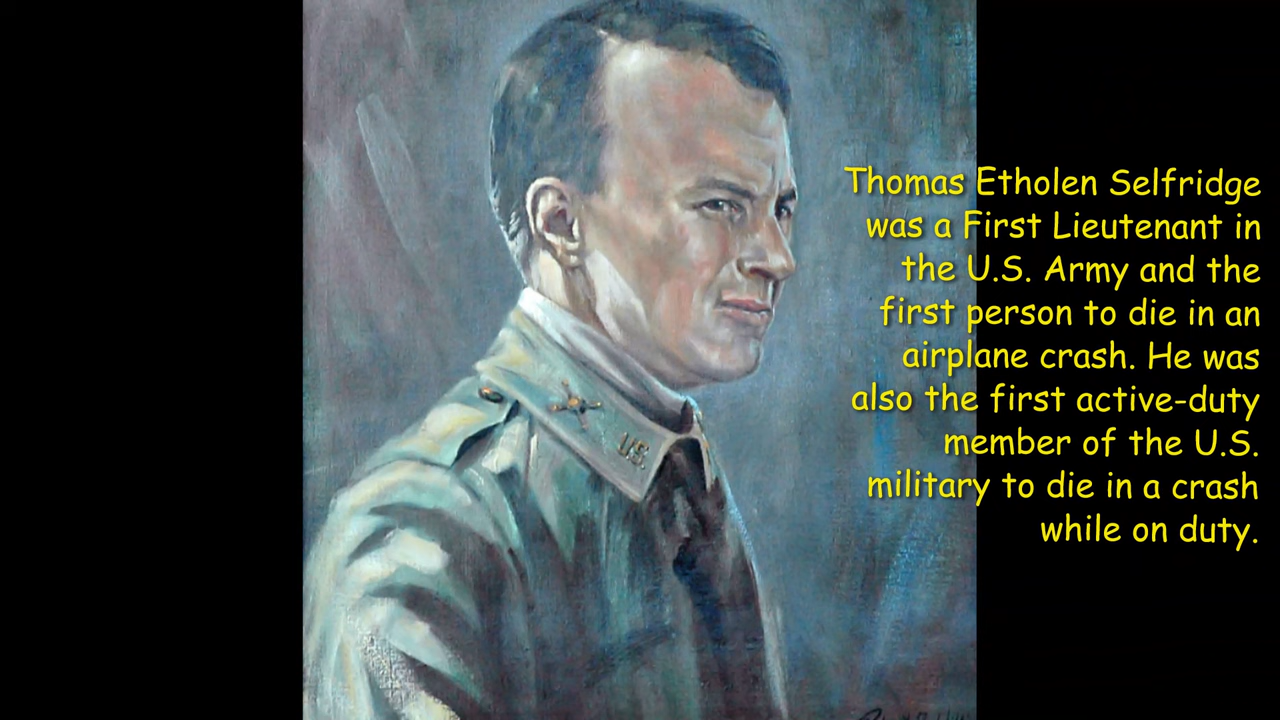 Thomas Etholen Selfridge
was a First Lieutenant in
the U.S. Army and the
first person to die in an
airplane crash. He was
also the first active-duty
member of the U.S.
military to die in a crash
while on duty.
U.S.